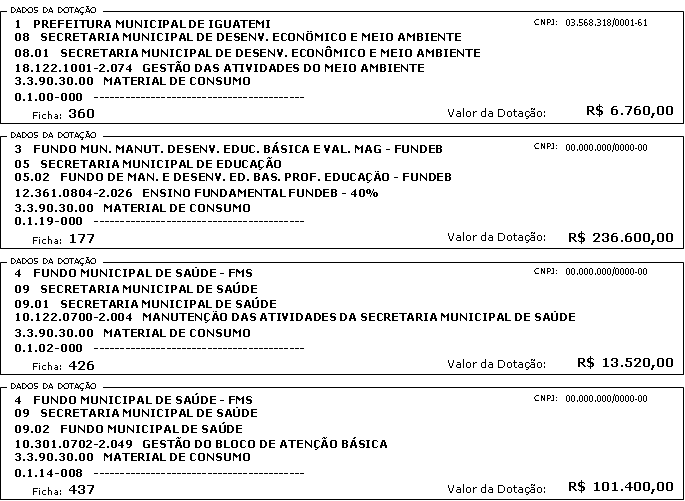 DADOS DA DOTAÇÃO
1 PREFEITURA MUNICIPAL DE IGUATEMI CNPJ: 03.568.318/0001-61
08 SECRETARIA MUNICIPAL DE DESENV. ECONÔMICO E MEIO AMBIENTE
08.01 SECRETARIA MUNICIPAL DE DESENV. ECONÔMICO E MEIO AMBIENTE
18.122.1001-2.074 GESTÃO DAS ATIVIDADES DO MEIO AMBIENTE
3.3.90.30.00 MATERIAL DE CONSUMO
0.1.00-000 ----------------------------------------
Ficha: 360 Valor da Dotação: R$ 6.760,00
DADOS DA DOTAÇÃO
3 FUNDO MUN. MANUT. DESENV. EDUC. BÁSICA E VAL. MAG - FUNDEB CNPJ: 00.000.000/0000-00
05 SECRETARIA MUNICIPAL DE EDUCAÇÃO
05.02 FUNDO DE MAN. E DESENV. ED. BAS. PROF. EDUCAÇÃO - FUNDEB
12.361.0804-2.026 ENSINO FUNDAMENTAL FUNDEB - 40%
3.3.90.30.00 MATERIAL DE CONSUMO
0.1.19-000 ----------------------------------------
Ficha: 177 Valor da Dotação: R$ 236.600,00
DADOS DA DOTAÇÃO
4 FUNDO MUNICIPAL DE SAÚDE - FMS CNPJ: 00.000.000/0000-00
09 SECRETARIA MUNICIPAL DE SAÚDE
09.01 SECRETARIA MUNICIPAL DE SAÚDE
10.122.0700-2.004 MANUTENÇÃO DAS ATIVIDADES DA SECRETARIA MUNICIPAL DE SAÚDE
3.3.90.30.00 MATERIAL DE CONSUMO
0.1.02-000 ----------------------------------------
Ficha: 426 Valor da Dotação: R$ 13.520,00
DADOS DA DOTAÇÃO
4 FUNDO MUNICIPAL DE SAÚDE - FMS CNPJ: 00.000.000/0000-00
09 SECRETARIA MUNICIPAL DE SAÚDE
09.02 FUNDO MUNICIPAL DE SAÚDE
10.301.0702-2.049 GESTÃO DO BLOCO DE ATENÇÃO BÁSICA
3.3.90.30.00 MATERIAL DE CONSUMO
0.1.14-008 ----------------------------------------
Ficha: 437 Valor da Dotação: R$ 101.400,00